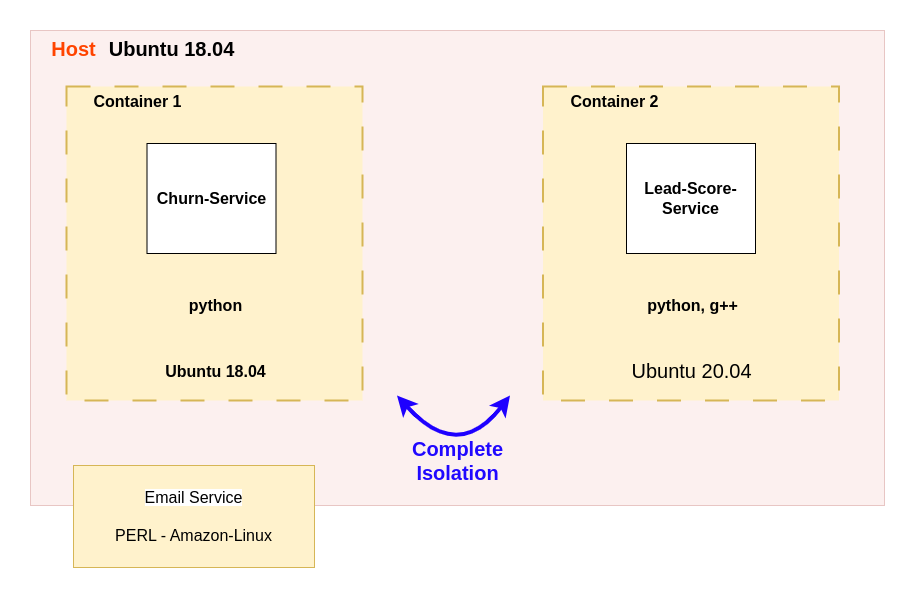 Host Ubuntu 18.04
Container 1
Container 2
Churn-Service
Lead-Score-
Service
python
python, g++
Ubuntu 18.04
Ubuntu 20.04
Complete
Isolation
Email Service
PERL - Amazon-Linux